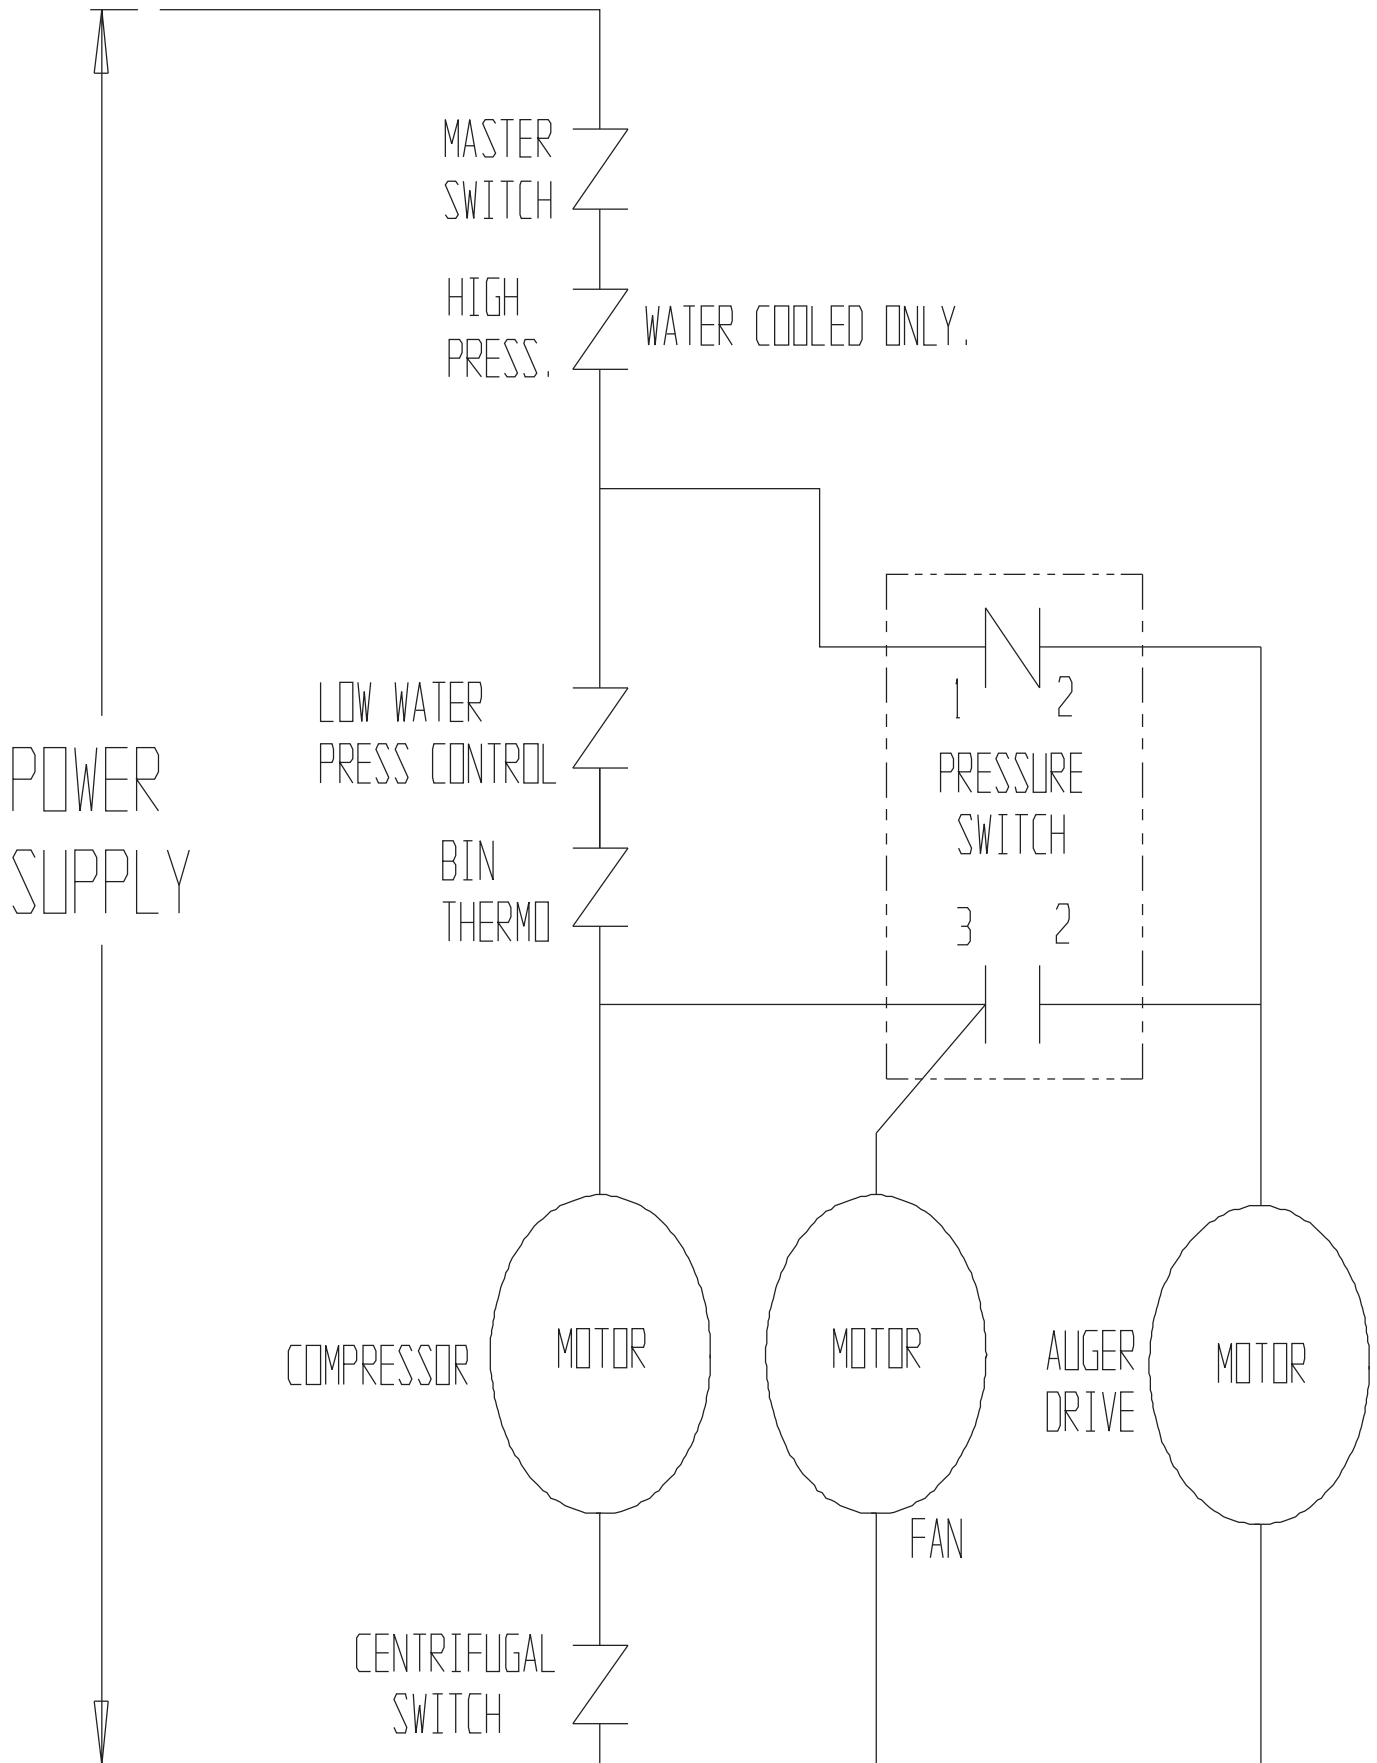 MASTER
SWITCH
HIGH
PRESS.
WATER COOLED ONLY.
LOW WATER
PRESS CONTROL
1 2
PRESSURE
SWITCH
3 2
POWER
SUPPLY
BIN
THERMO
COMPRESSOR
MOTOR
MOTOR
FAN
AUGER
DRIVE
MOTOR
CENTRIFUGAL
SWITCH